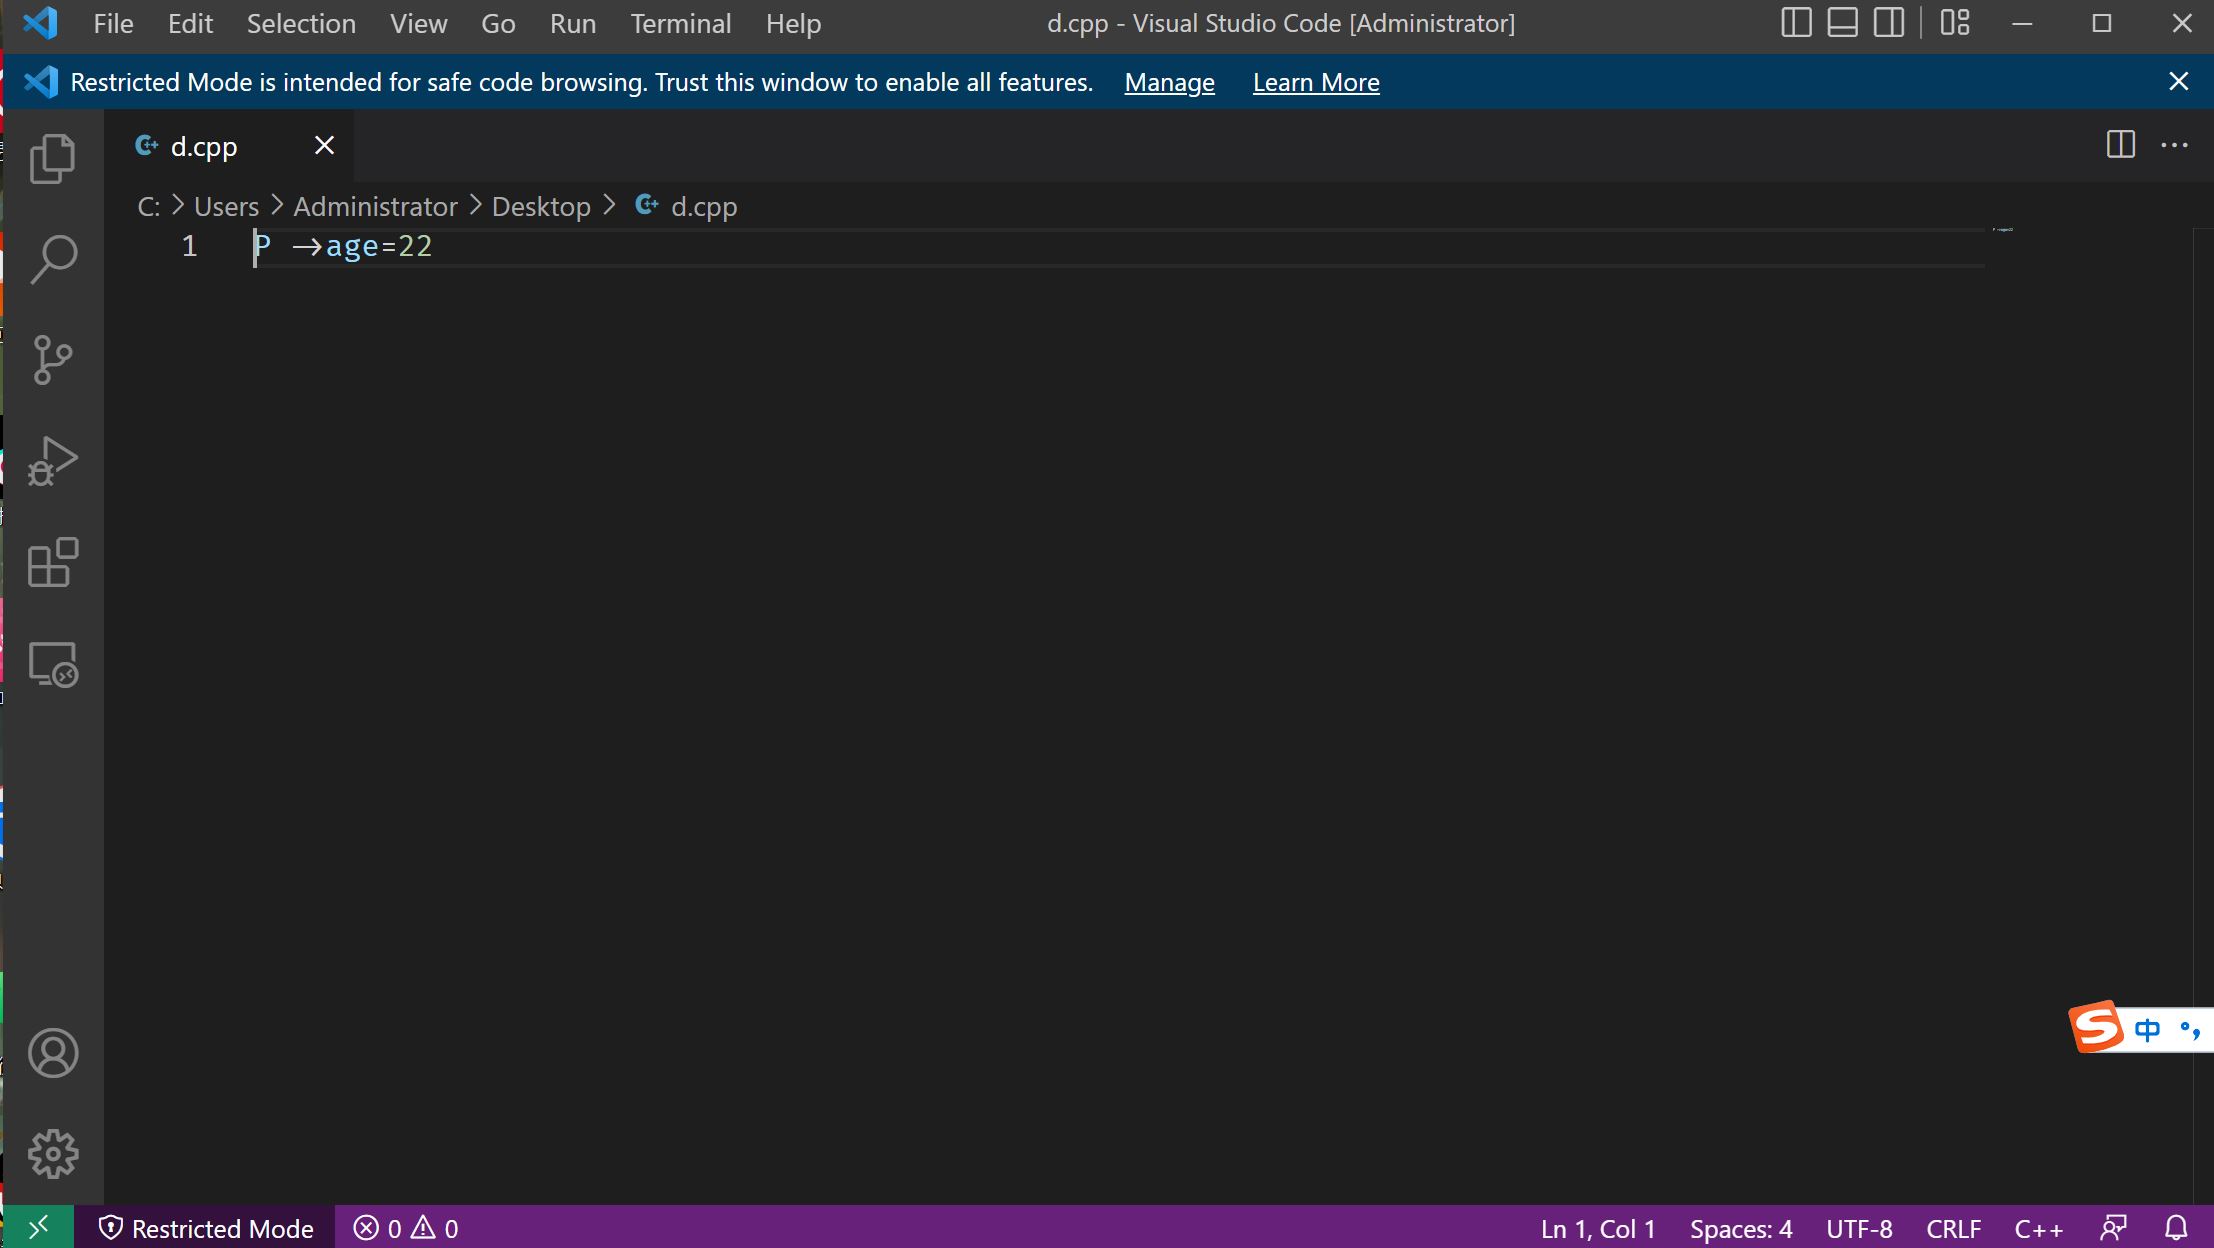 File Edit Selection View Go Run Terminal Help d.cpp - Visual Studio Code [Administrator]
Restricted Mode is intended for safe code browsing. Trust this window to enable all features. Manage Learn More
d.cpp
C: > Users > Administrator > Desktop > d.cpp
1 P ->age=22
中 °,
Restricted Mode 0 0 Ln 1, Col 1 Spaces: 4 UTF-8 CRLF C++